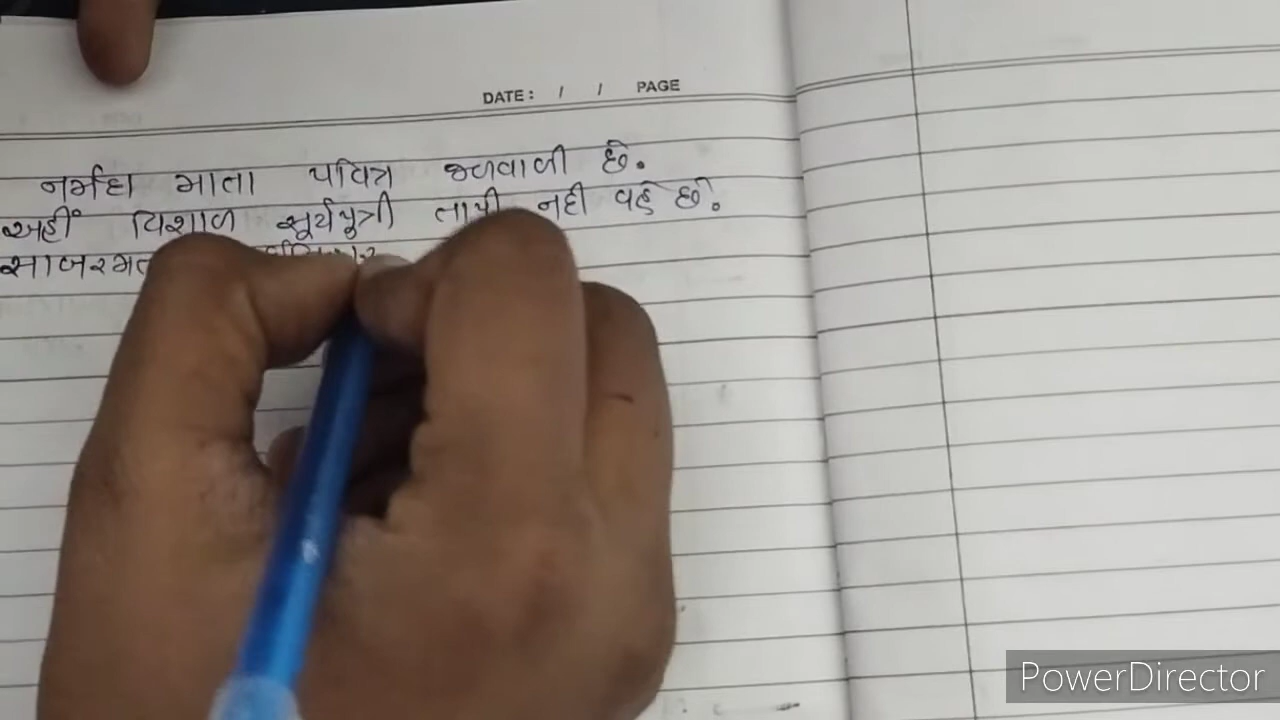 DATE: / / PAGE
નર્મદા માતા પવિત્ર જળવાળી છે.
અહીં વિશાળ સૂર્યપુત્રી તાપી નદી વહે છે.
PowerDirector